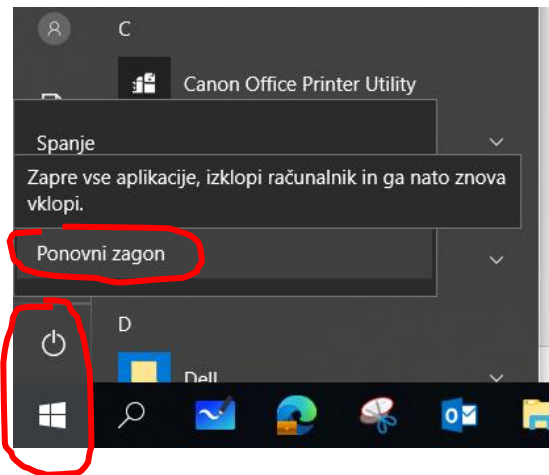 C
Canon Office Printer Utility
Spanje
Zapre vse aplikacije, izklopi računalnik in ga nato znova
vklopi.
Ponovni zagon
D
Dell